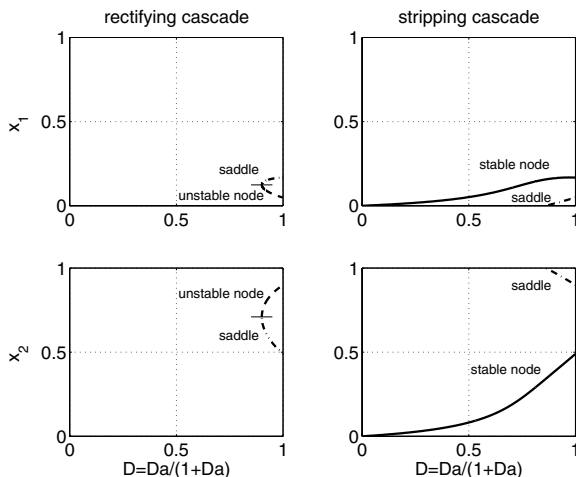 rectifying cascade
stripping cascade
1
0.5
0
x1
saddle
unstable node
0
0.5
1
1
0.5
0
stable node
saddle
0
0.5
1
1
0.5
0
x2
unstable node
saddle
0
0.5
1
D=Da/(1+Da)
1
0.5
0
saddle
stable node
0
0.5
1
D=Da/(1+Da)